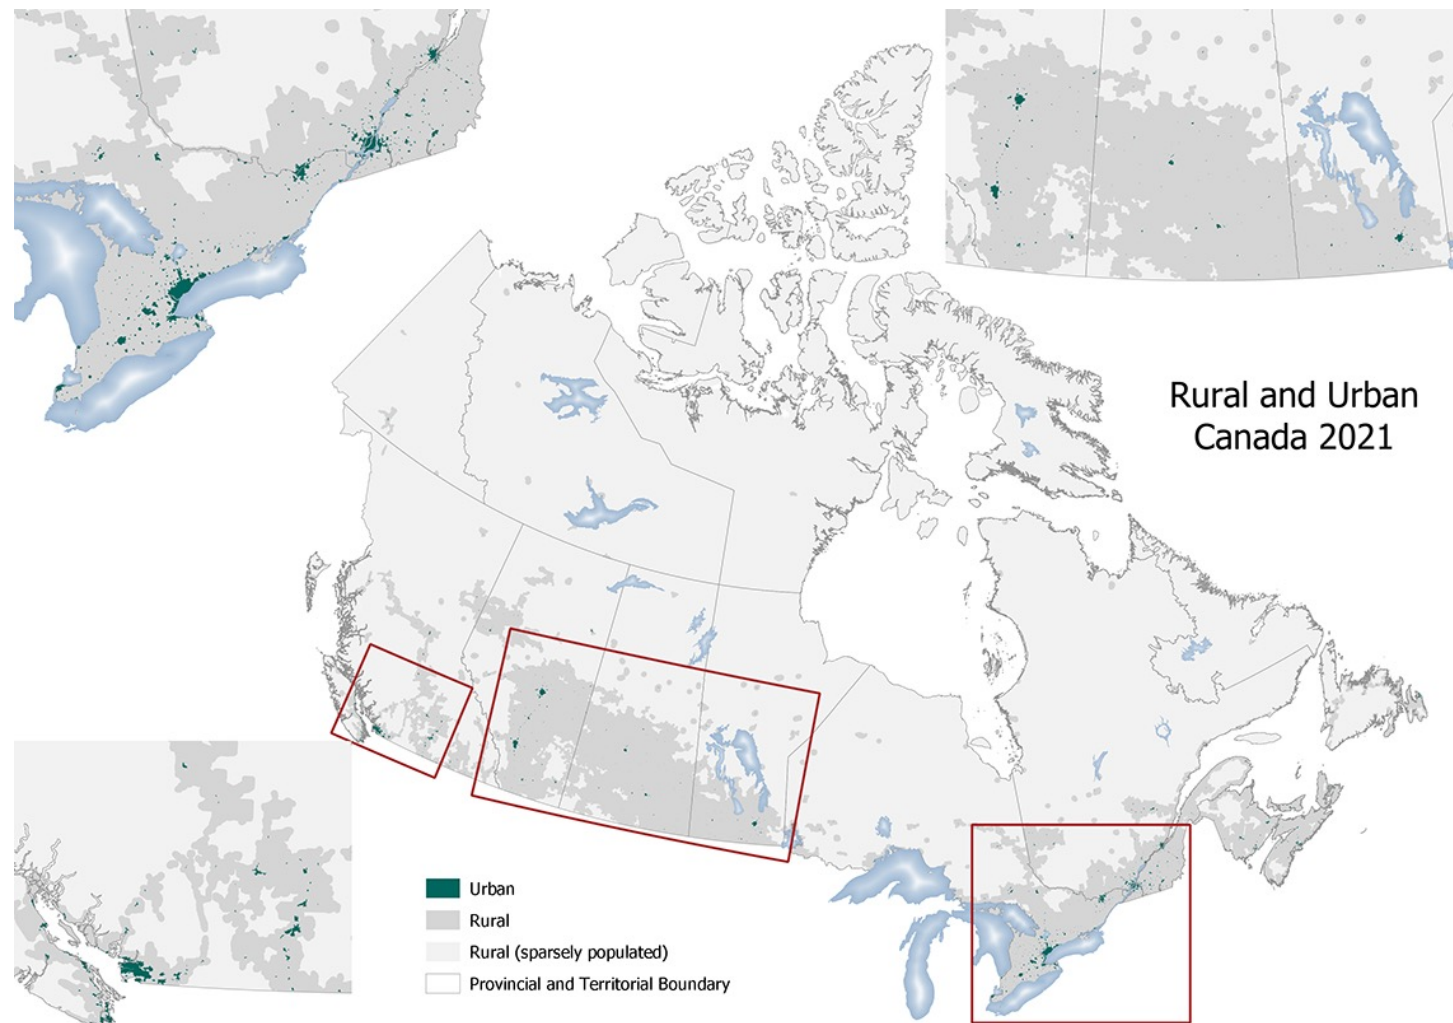 Rural and Urban
Canada 2021
Urban
Rural
Rural (sparsely populated)
Provincial and Territorial Boundary